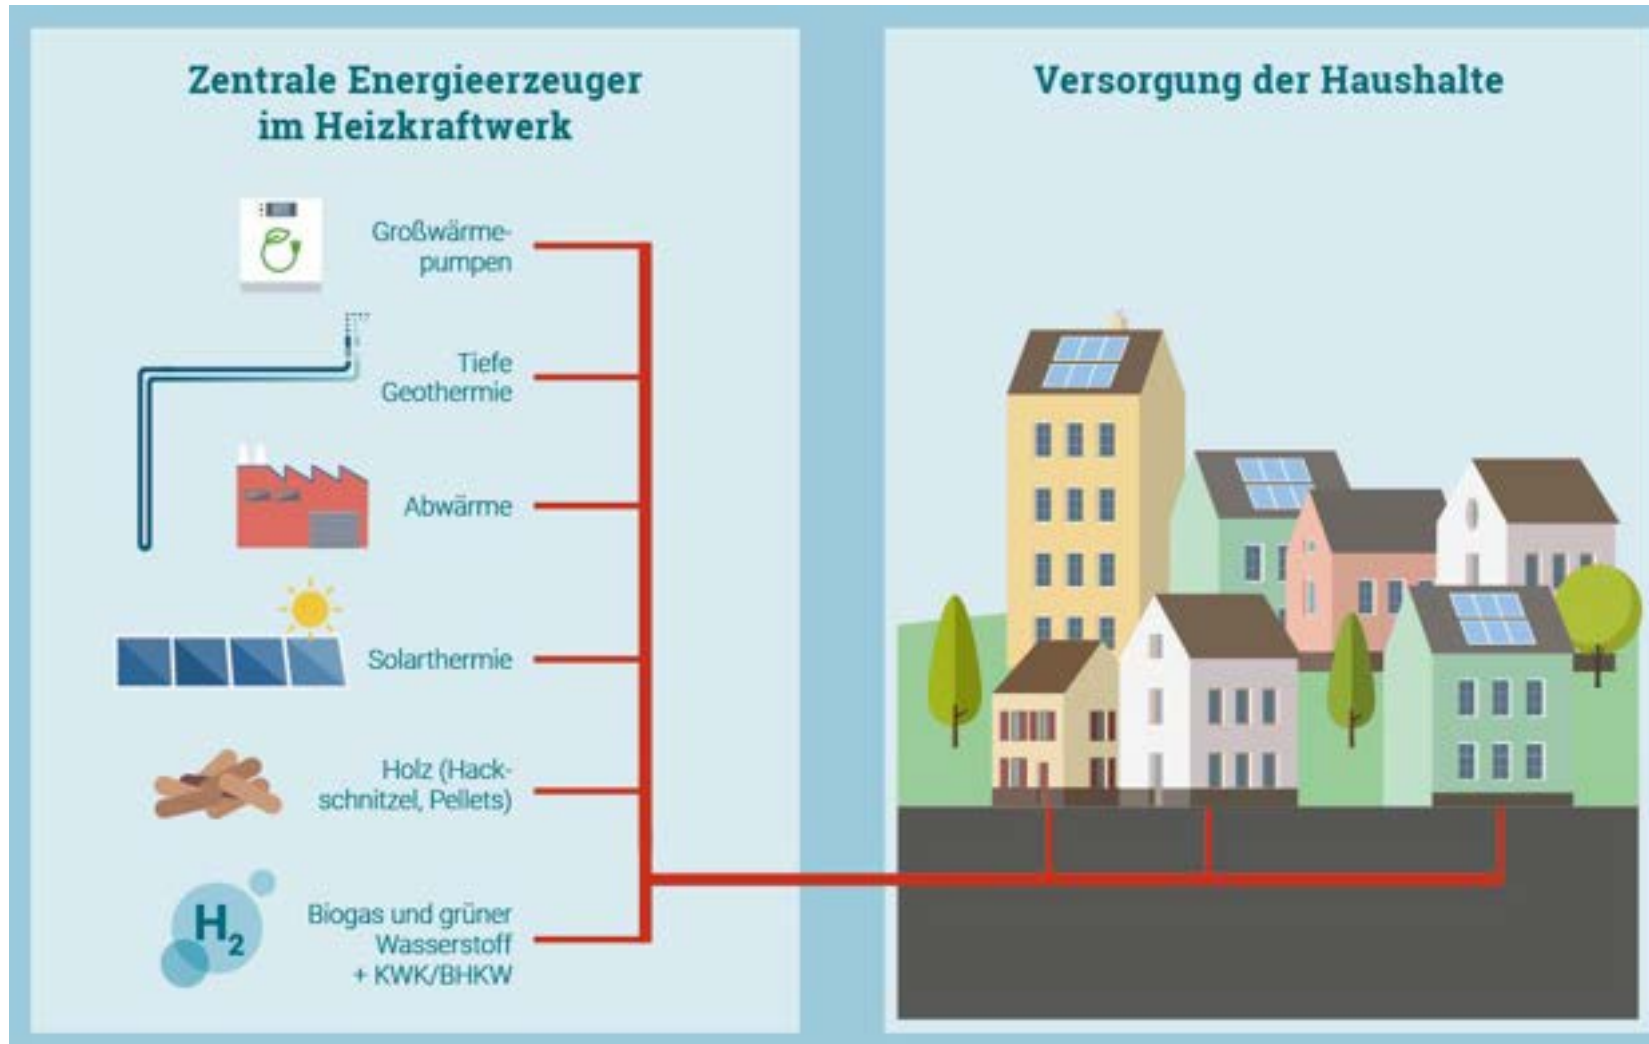 Zentrale Energieerzeuger
im Heizkraftwerk
Großwärme-
pumpen
Tiefe
Geothermie
Abwärme
Solarthermie
Holz (Hack-
schnitzel, Pellets)
H2
Biogas und grüner
Wasserstoff
+ KWK/BHKW
Versorgung der Haushalte